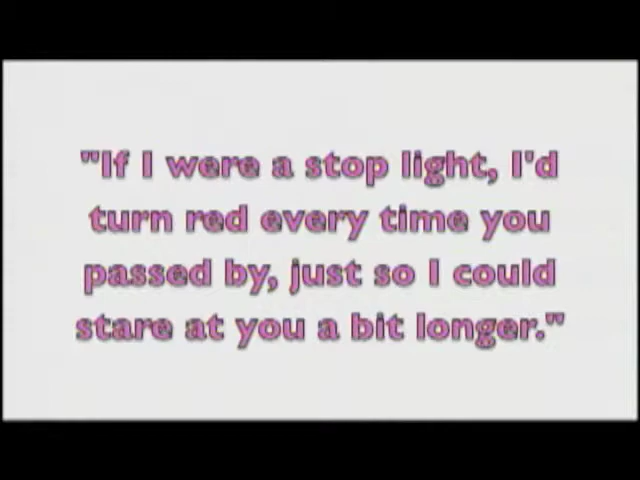 "If I were a stop light, I'd
turn red every time you
passed by, just so I could
stare at you a bit longer."